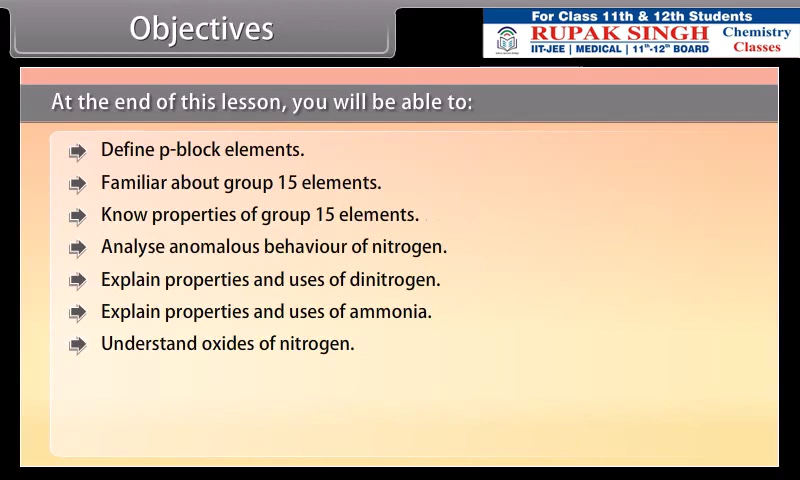 Objectives
For Class 11th & 12th Students
RUPAK SINGH
IIT-JEE | MEDICAL | 11th-12th BOARD
Chemistry
Classes
At the end of this lesson, you will be able to:
Define p-block elements.
Familiar about group 15 elements.
Know properties of group 15 elements.
Analyse anomalous behaviour of nitrogen.
Explain properties and uses of dinitrogen.
Explain properties and uses of ammonia.
Understand oxides of nitrogen.